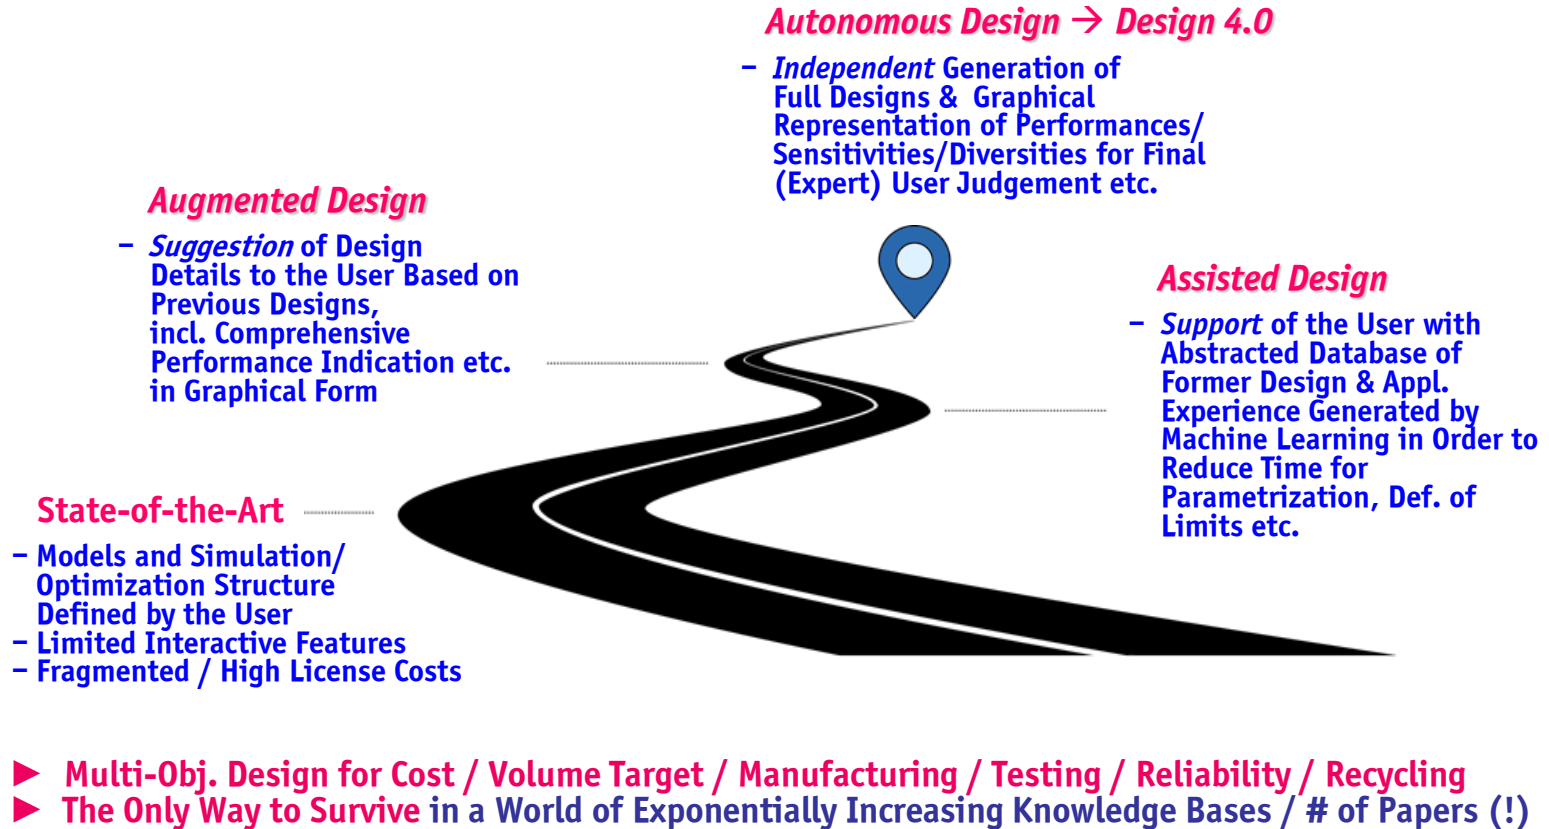 Autonomous Design → Design 4.0
– Independent Generation of
Full Designs & Graphical
Representation of Performances/
Sensitivities/Diversities for Final
(Expert) User Judgement etc.
Augmented Design
– Suggestion of Design
Details to the User Based on
Previous Designs,
incl. Comprehensive
Performance Indication etc.
in Graphical Form
Assisted Design
– Support of the User with
Abstracted Database of
Former Design & Appl.
Experience Generated by
Machine Learning in Order to
Reduce Time for
Parametrization, Def. of
Limits etc.
State-of-the-Art
– Models and Simulation/
Optimization Structure
Defined by the User
– Limited Interactive Features
– Fragmented / High License Costs
► Multi-Obj. Design for Cost / Volume Target / Manufacturing / Testing / Reliability / Recycling
► The Only Way to Survive in a World of Exponentially Increasing Knowledge Bases / # of Papers (!)